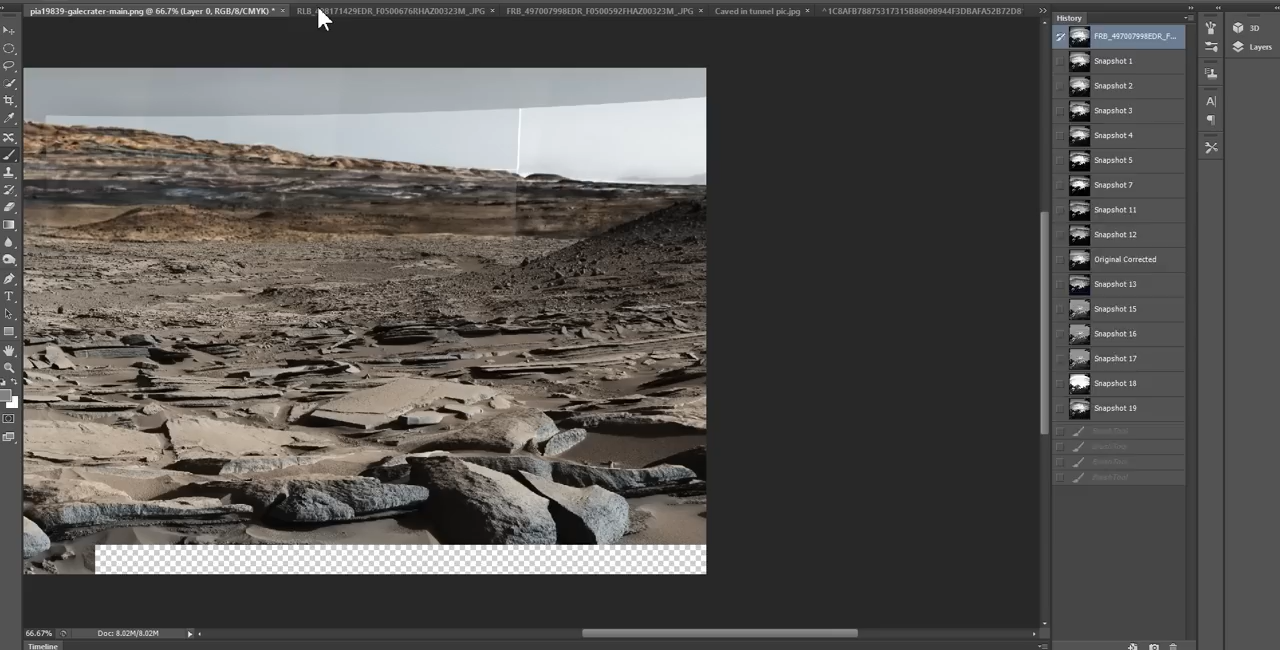 pia19839-galecrater-main.png @ 66.7% (Layer 0, RGB/8/CMYK) * ×
FRB_497007998EDR_F0500592FHAZ00323M_.JPG ×
Caved in tunnel pic.jpg ×
History
FRB_497007998EDR_F...
Snapshot 1
Snapshot 2
Snapshot 3
Snapshot 4
Snapshot 5
Snapshot 7
Snapshot 11
Snapshot 12
Original Corrected
Snapshot 13
Snapshot 15
Snapshot 16
Snapshot 17
Snapshot 18
Snapshot 19
3D
Layers
66.67%
Doc: 8.02M/8.02M
Timeline